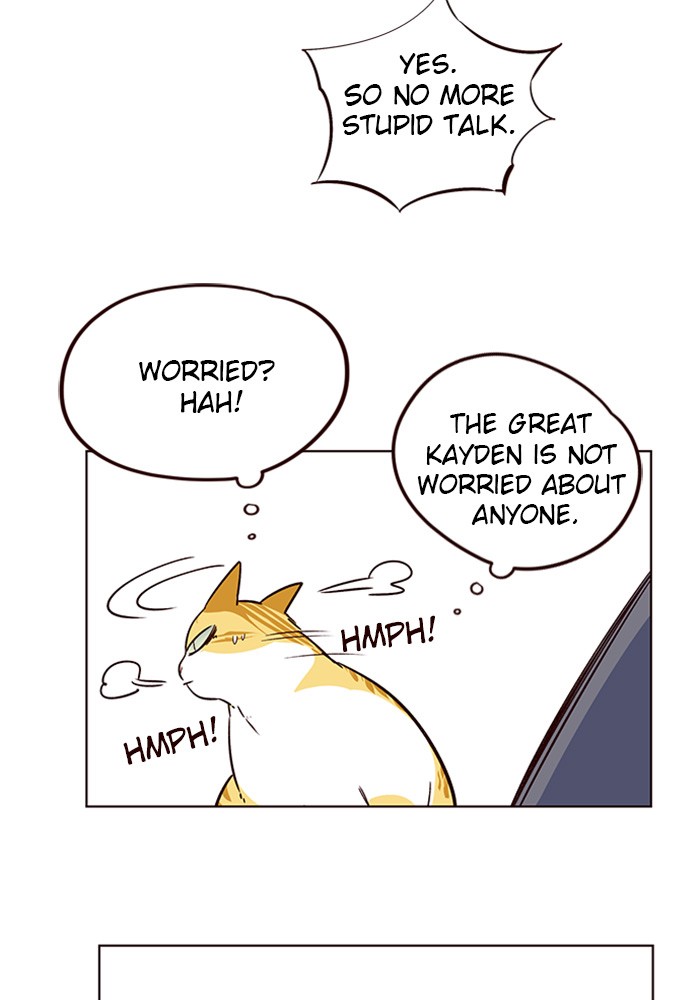 YES.
SO NO MORE
STUPID TALK.
WORRIED?
HAH!
THE GREAT
KAYDEN IS NOT
WORRIED ABOUT
ANYONE.
HMPH!
HMPH!